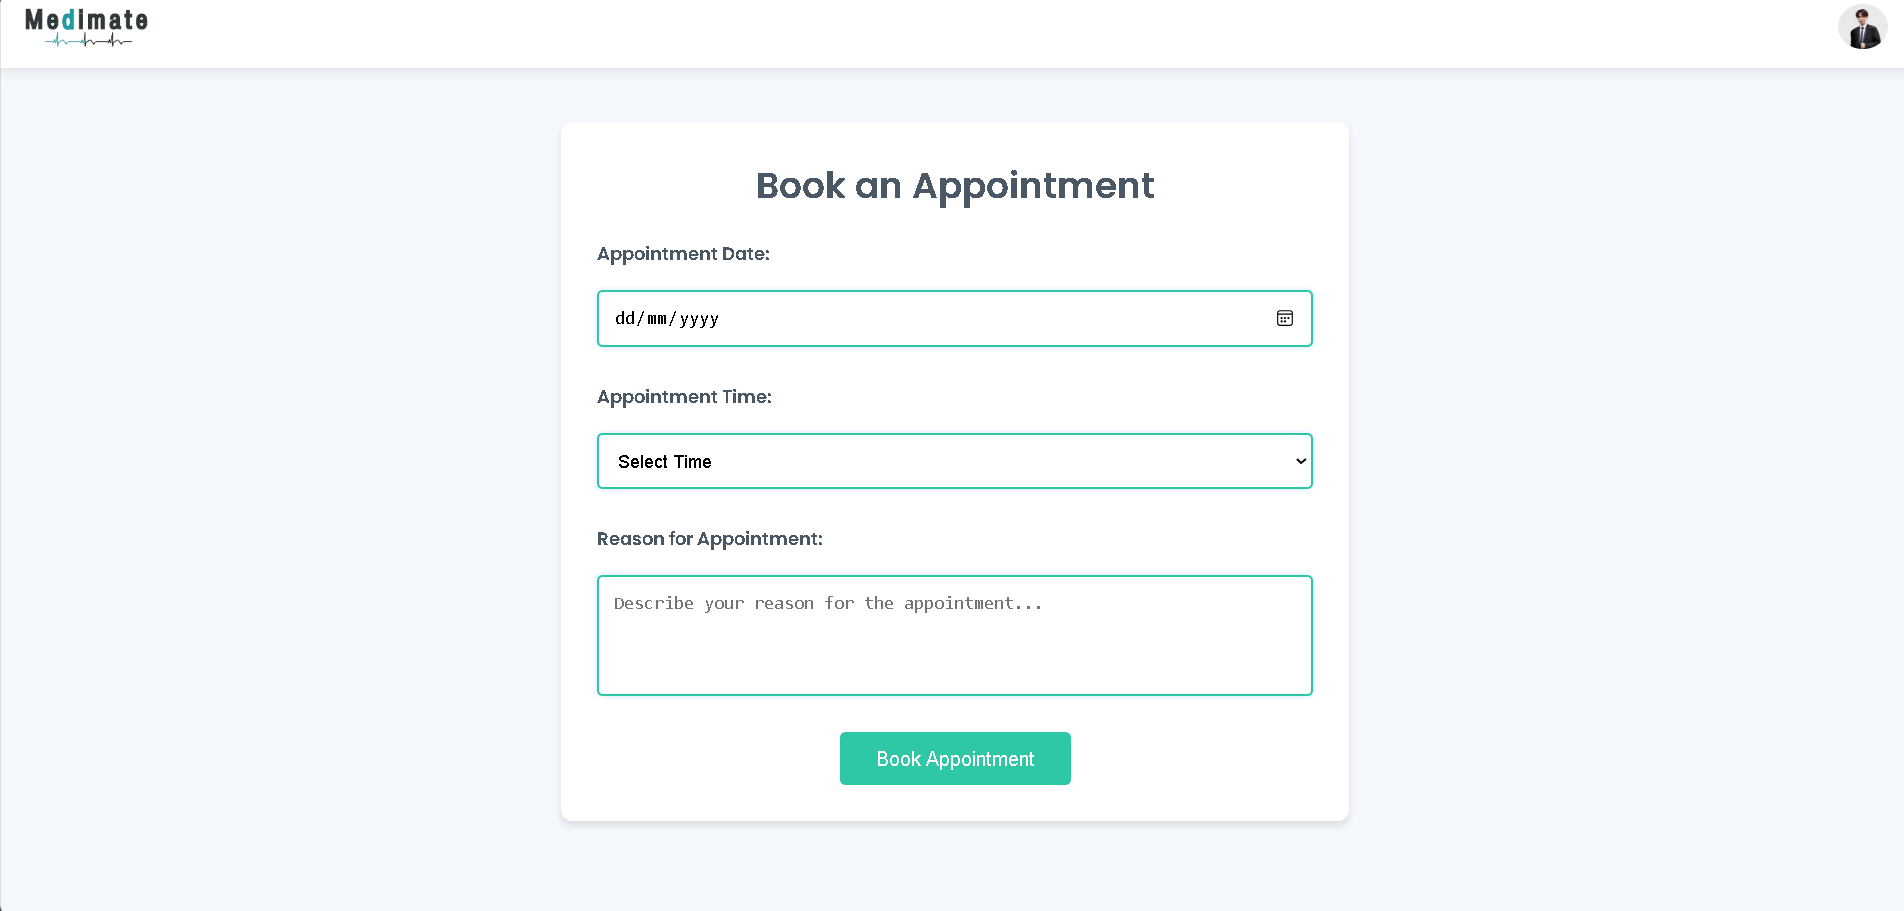 Medimate
Book an Appointment
Appointment Date:
dd/mm/yyyy
Appointment Time:
Select Time
Reason for Appointment:
Describe your reason for the appointment...
Book Appointment